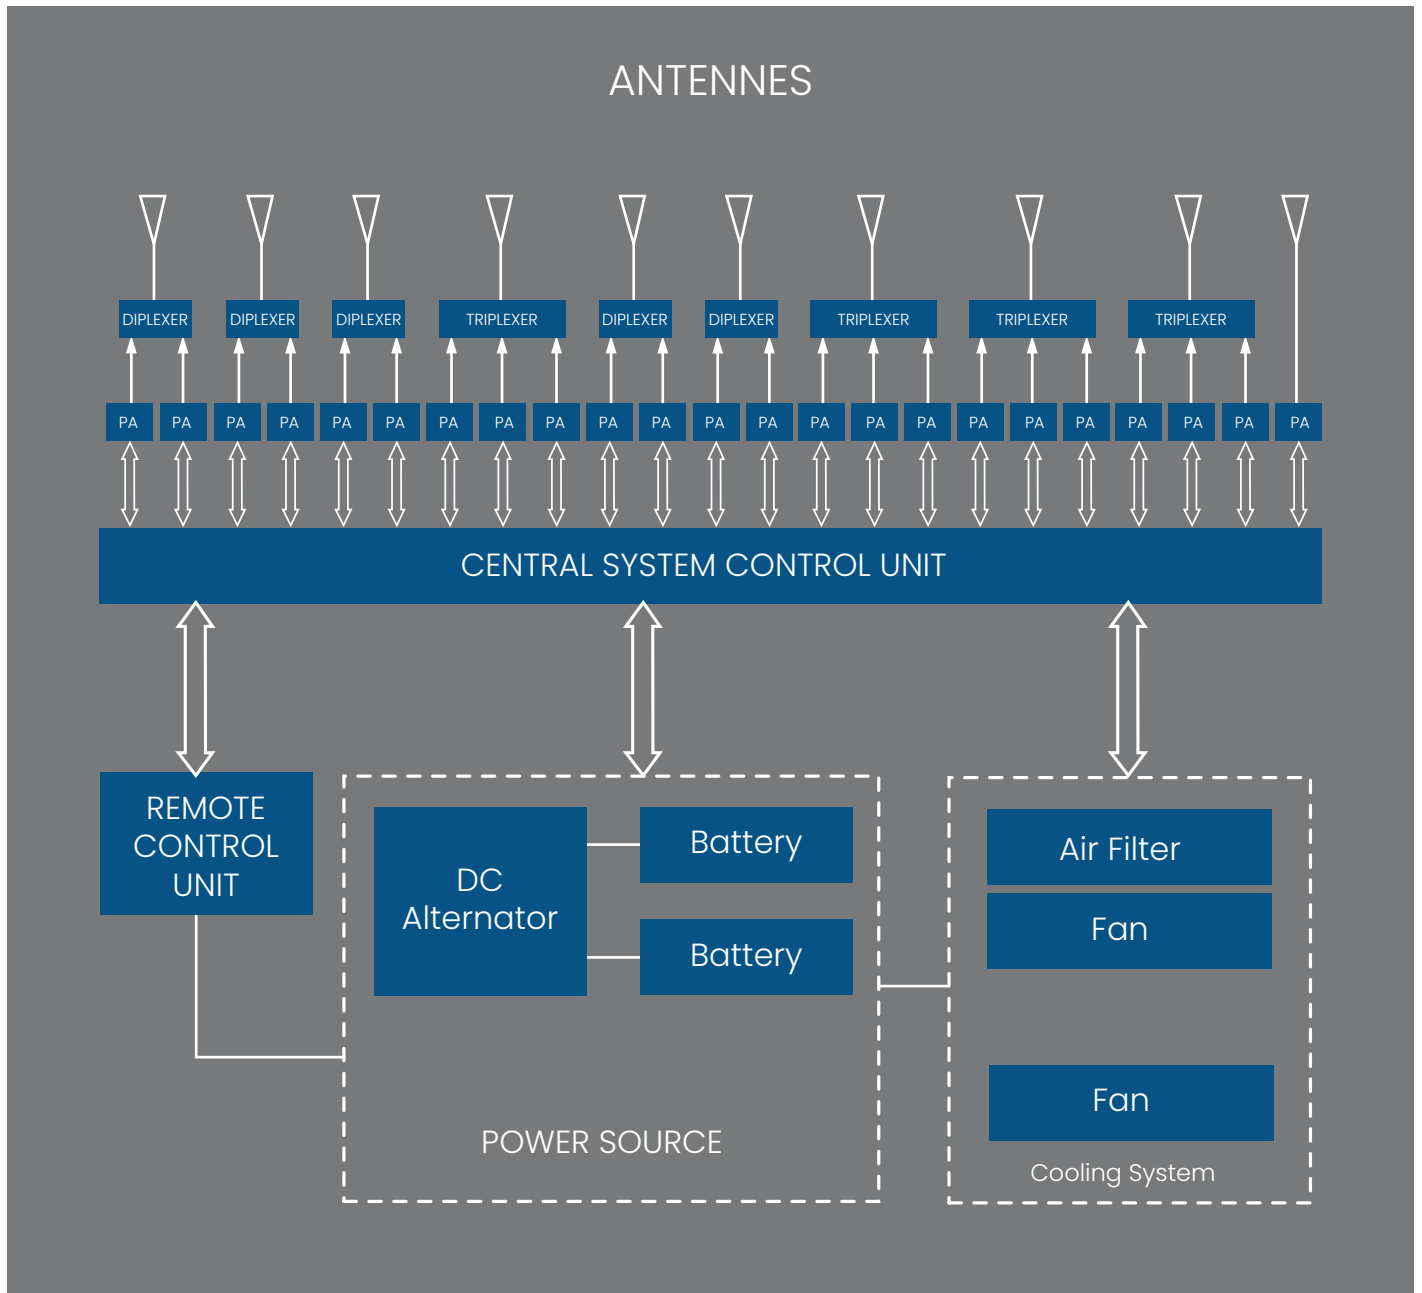 ANTENNES
DIPLEXER DIPLEXER DIPLEXER TRIPLEXER DIPLEXER DIPLEXER TRIPLEXER TRIPLEXER TRIPLEXER
PA PA PA PA PA PA PA PA PA PA PA PA PA PA PA PA PA PA PA PA PA PA PA
CENTRAL SYSTEM CONTROL UNIT
REMOTE
CONTROL
UNIT
DC
Alternator
Battery
Battery
POWER SOURCE
Air Filter
Fan
Fan
Cooling System